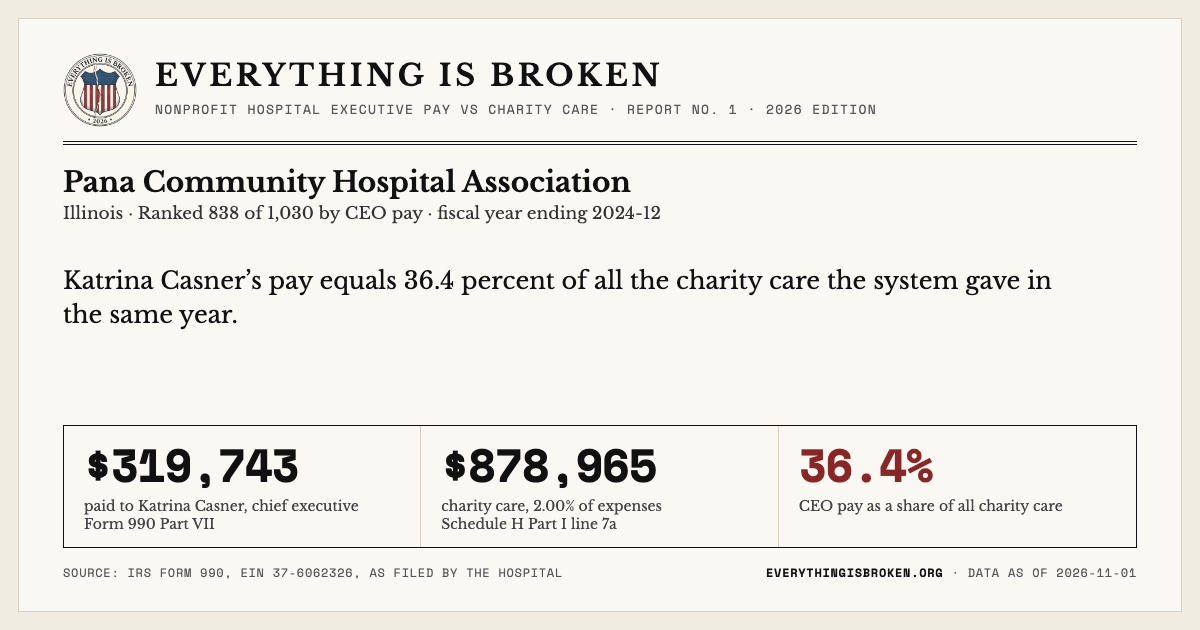 EVERYTHING IS BROKEN
· 2026 ·
EVERYTHING IS BROKEN
NONPROFIT HOSPITAL EXECUTIVE PAY VS CHARITY CARE · REPORT NO. 1 · 2026 EDITION
Pana Community Hospital Association
Illinois · Ranked 838 of 1,030 by CEO pay · fiscal year ending 2024-12
Katrina Casner’s pay equals 36.4 percent of all the charity care the system gave in
the same year.
$319,743
paid to Katrina Casner, chief executive
Form 990 Part VII
$878,965
charity care, 2.00% of expenses
Schedule H Part I line 7a
36.4%
CEO pay as a share of all charity care
SOURCE: IRS FORM 990, EIN 37-6062326, AS FILED BY THE HOSPITAL
EVERYTHINGISBROKEN.ORG · DATA AS OF 2026-11-01